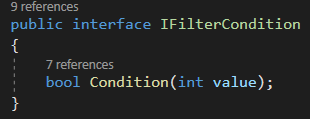 9 references
public interface IFilterCondition
{
7 references
bool Condition(int value);
}